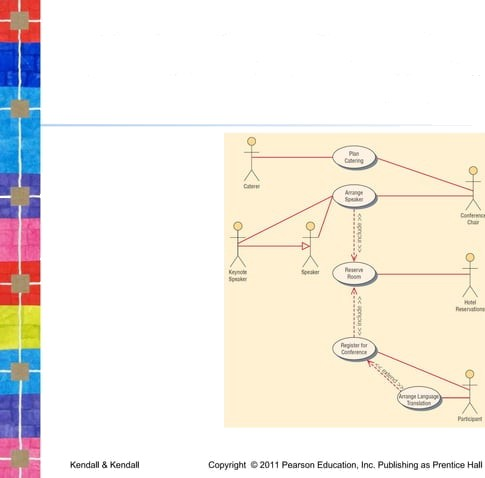 Plan
Catering
Caterer
Arrange
Speaker
Conference
Chair
<< include >>
Keynote
Speaker
Speaker
Reserve
Room
Hotel
Reservations
<< include >>
Register for
Conference
<< extend >>
Arrange Language
Translation
Participant
Kendall & Kendall
Copyright © 2011 Pearson Education, Inc. Publishing as Prentice Hall